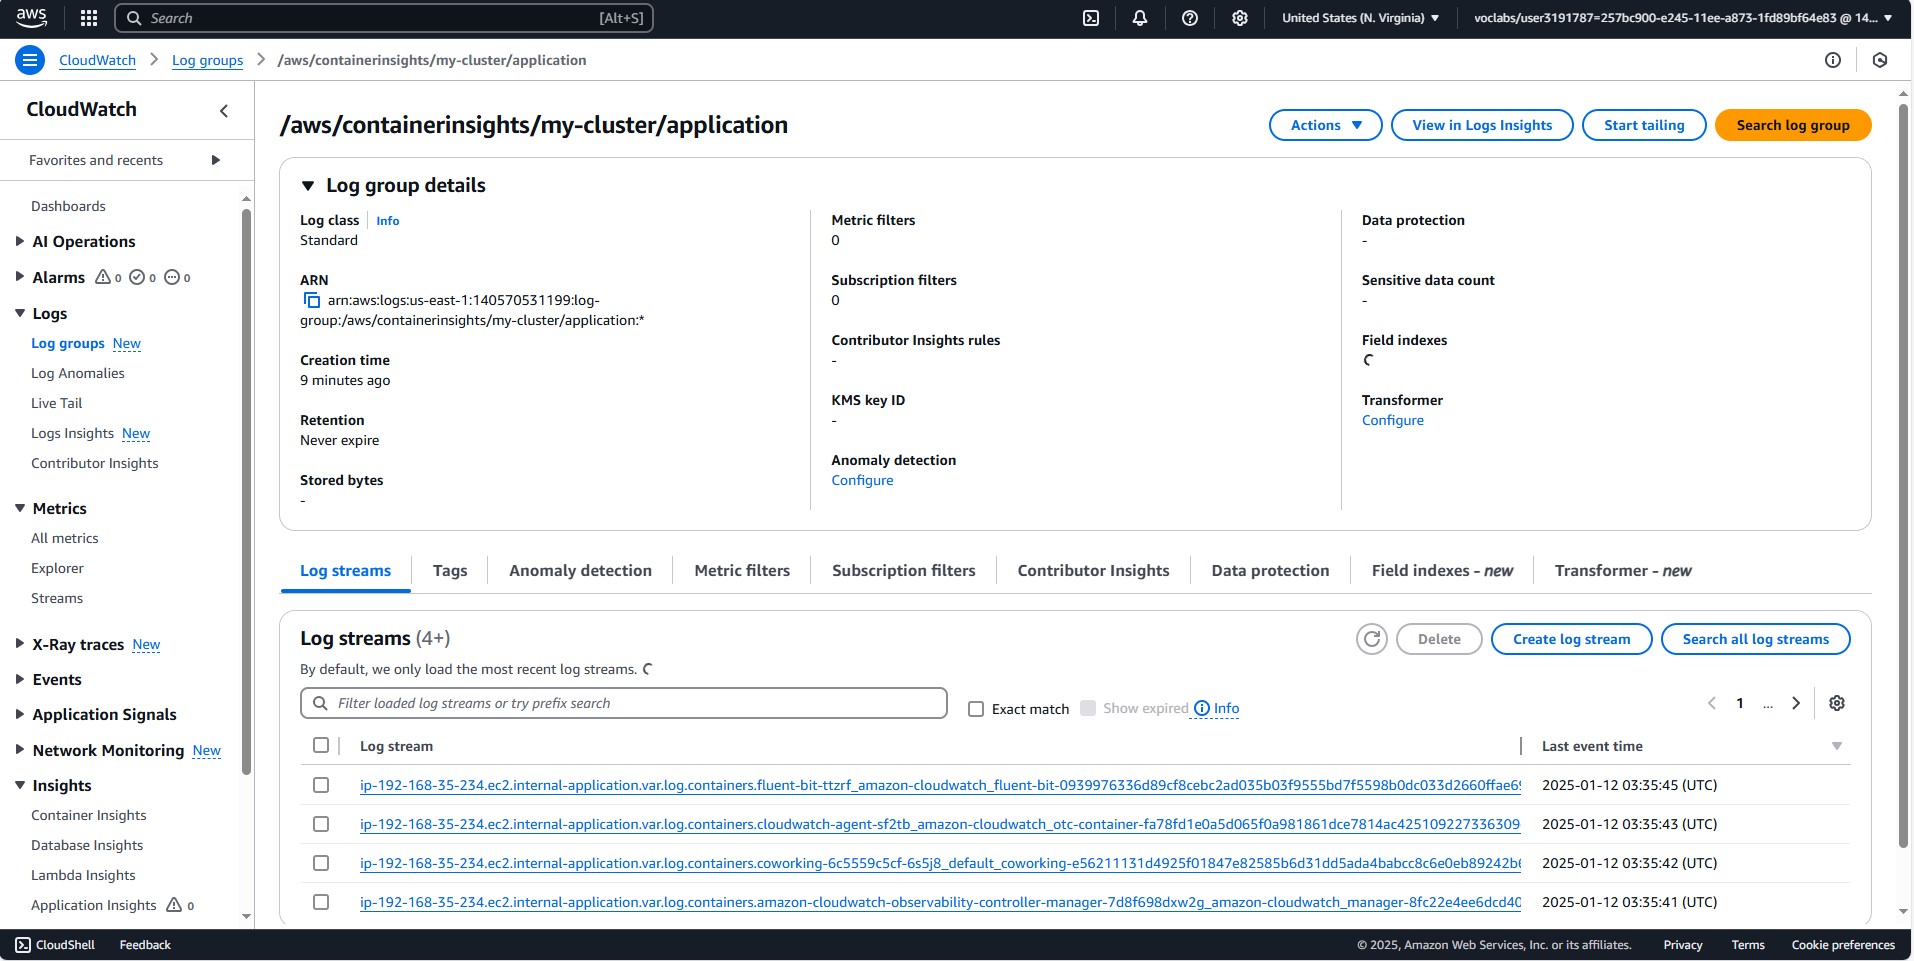 aws
Search
[Alt+S]
United States (N. Virginia)
voclabs/user3191787=257bc900-e245-11ee-a873-1fd89bf64e83 @ 14...
CloudWatch
Log groups
/aws/containerinsights/my-cluster/application
CloudWatch
Favorites and recents
Dashboards
AI Operations
Alarms 0 0 0
Logs
Log groups New
Log Anomalies
Live Tail
Logs Insights New
Contributor Insights
Metrics
All metrics
Explorer
Streams
X-Ray traces New
Events
Application Signals
Network Monitoring New
Insights
Container Insights
Database Insights
Lambda Insights
Application Insights 0
/aws/containerinsights/my-cluster/application
Actions
View in Logs Insights
Start tailing
Search log group
Log group details
Log class Info
Standard
ARN
arn:aws:logs:us-east-1:140570531199:log-
group:/aws/containerinsights/my-cluster/application:*
Creation time
9 minutes ago
Retention
Never expire
Stored bytes
-
Metric filters
0
Subscription filters
0
Contributor Insights rules
-
KMS key ID
-
Anomaly detection
Configure
Data protection
-
Sensitive data count
-
Field indexes
Transformer
Configure
Log streams
Tags
Anomaly detection
Metric filters
Subscription filters
Contributor Insights
Data protection
Field indexes - new
Transformer - new
Log streams (4+)
Delete
Create log stream
Search all log streams
By default, we only load the most recent log streams.
Filter loaded log streams or try prefix search
Exact match
Show expired
Info
1
...
Log stream
Last event time
ip-192-168-35-234.ec2.internal-application.var.log.containers.fluent-bit-ttzrf_amazon-cloudwatch_fluent-bit-0939976336d89cf8cebc2ad035b03f9555bd7f5598b0dc033d2660ffae69 2025-01-12 03:35:45 (UTC)
ip-192-168-35-234.ec2.internal-application.var.log.containers.cloudwatch-agent-sf2tb_amazon-cloudwatch_otc-container-fa78fd1e0a5d065f0a981861dce7814ac425109227336309 2025-01-12 03:35:43 (UTC)
ip-192-168-35-234.ec2.internal-application.var.log.containers.coworking-6c5559c5cf-6s5j8_default_coworking-e56211131d4925f01847e82585b6d31dd5ada4babcc8c6e0eb89242b6 2025-01-12 03:35:42 (UTC)
ip-192-168-35-234.ec2.internal-application.var.log.containers.amazon-cloudwatch-observability-controller-manager-7d8f698dxw2g_amazon-cloudwatch_manager-8fc22e4ee6dcd40 2025-01-12 03:35:41 (UTC)
CloudShell
Feedback
© 2025, Amazon Web Services, Inc. or its affiliates.
Privacy
Terms
Cookie preferences